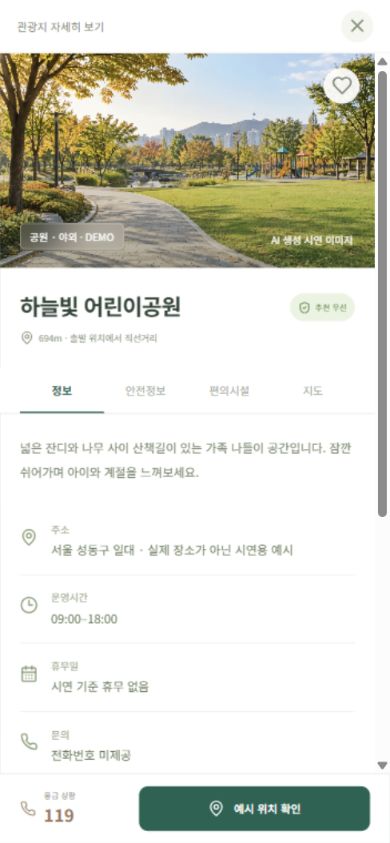 관광지 자세히 보기
공원 · 야외 · DEMO
AI 생성 시연 이미지
하늘빛 어린이공원
추천 우선
694m · 출발 위치에서 직선거리
정보
안전정보
편의시설
지도
넓은 잔디와 나무 사이 산책길이 있는 가족 나들이 공간입니다. 잠깐
쉬어가며 아이와 계절을 느껴보세요.
주소
서울 성동구 일대 · 실제 장소가 아닌 시연용 예시
운영시간
09:00–18:00
휴무일
시연 기준 휴무 없음
문의
전화번호 미제공
응급 상황
119
예시 위치 확인